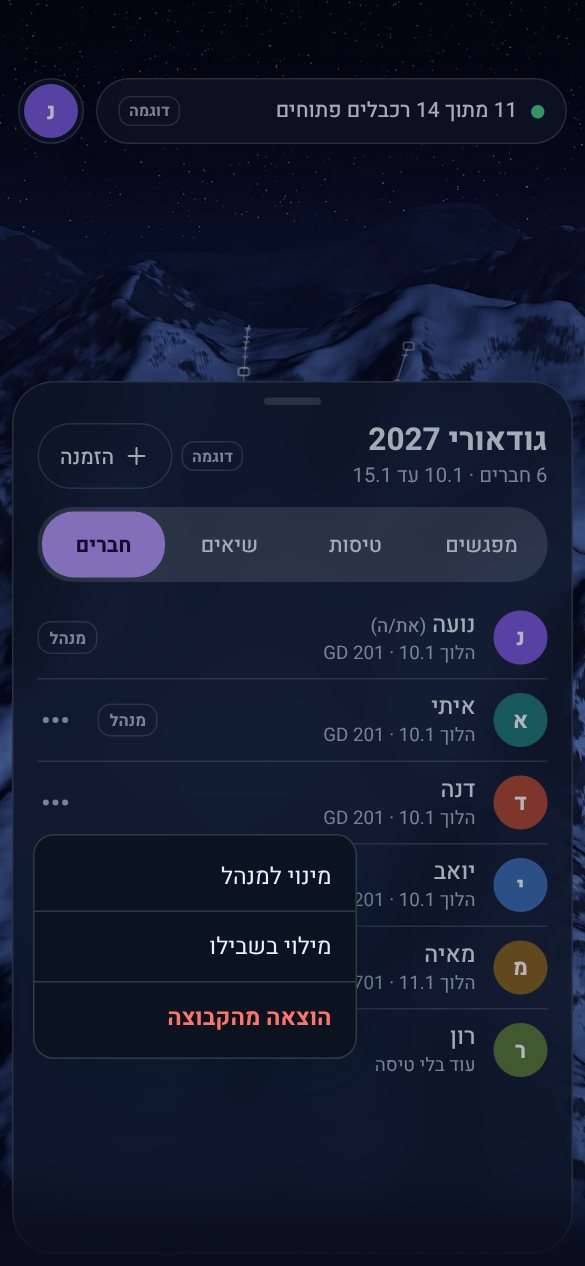 11 מתוך 14 רכבלים פתוחים
דוגמה
נ
גודאורי 2027
6 חברים · 10.1 עד 15.1
דוגמה
+ הזמנה
מפגשים
טיסות
שיאים
חברים
נ
נועה (את/ה)
הלוך 10.1 · GD 201
מנהל
א
איתי
הלוך 10.1 · GD 201
מנהל
ד
דנה
הלוך 10.1 · GD 201
מינוי למנהל
מילוי בשבילו
הוצאה מהקבוצה
י
יואב
הלוך 10.1 · 201
מ
מאיה
הלוך 11.1 · 701
ר
רון
עוד בלי טיסה